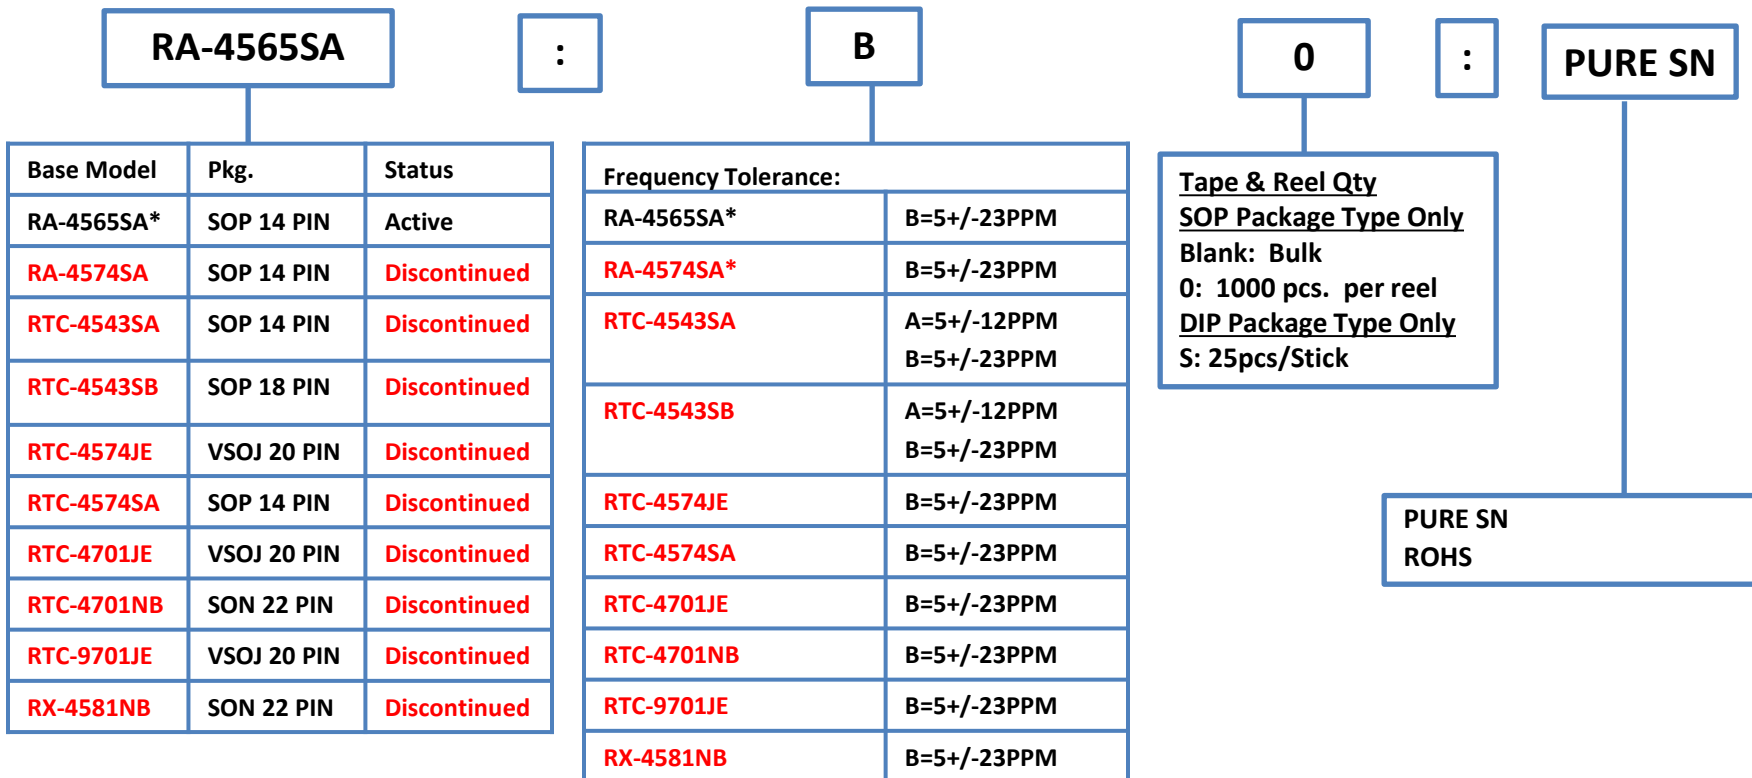 RA-4565SA : B 0 : PURE SN
Base Model Pkg. Status
RA-4565SA* SOP 14 PIN Active
RA-4574SA SOP 14 PIN Discontinued
RTC-4543SA SOP 14 PIN Discontinued
RTC-4543SB SOP 18 PIN Discontinued
RTC-4574JE VSOJ 20 PIN Discontinued
RTC-4574SA SOP 14 PIN Discontinued
RTC-4701JE VSOJ 20 PIN Discontinued
RTC-4701NB SON 22 PIN Discontinued
RTC-9701JE VSOJ 20 PIN Discontinued
RX-4581NB SON 22 PIN Discontinued
Frequency Tolerance:
RA-4565SA* B=5+/-23PPM
RA-4574SA* B=5+/-23PPM
RTC-4543SA A=5+/-12PPM
B=5+/-23PPM
RTC-4543SB A=5+/-12PPM
B=5+/-23PPM
RTC-4574JE B=5+/-23PPM
RTC-4574SA B=5+/-23PPM
RTC-4701JE B=5+/-23PPM
RTC-4701NB B=5+/-23PPM
RTC-9701JE B=5+/-23PPM
RX-4581NB B=5+/-23PPM
Tape & Reel Qty
SOP Package Type Only
Blank: Bulk
0: 1000 pcs. per reel
DIP Package Type Only
S: 25pcs/Stick
PURE SN
ROHS